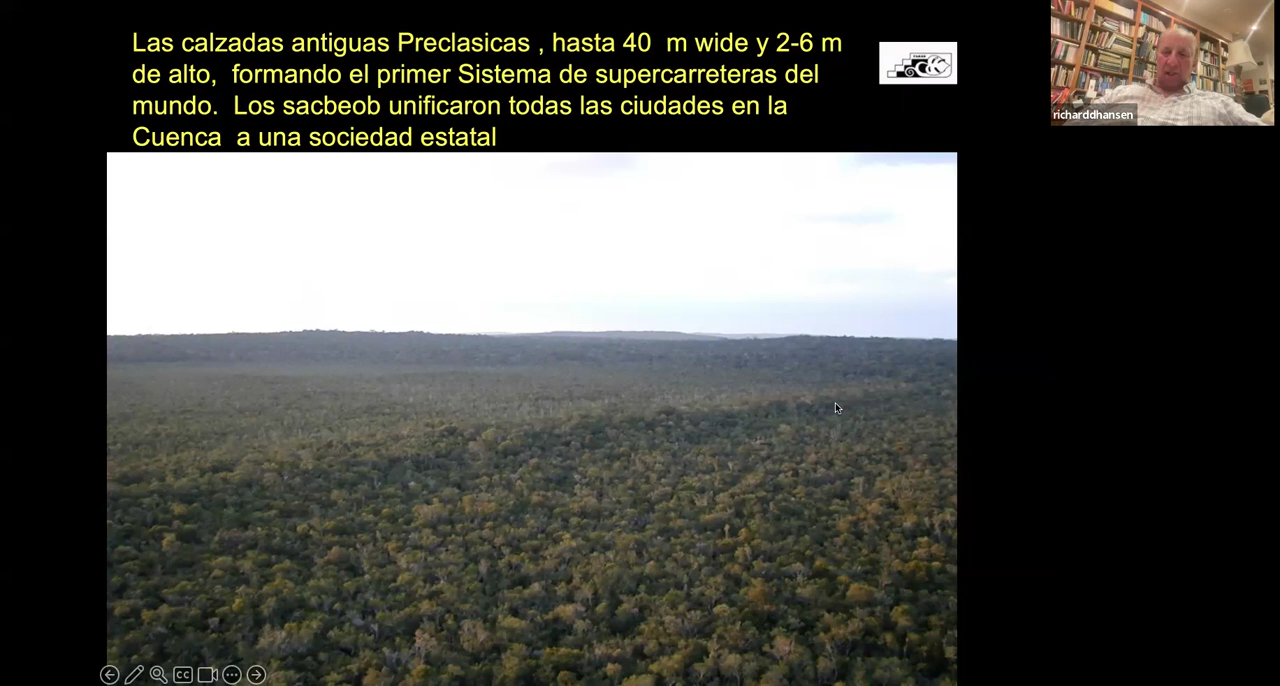 Las calzadas antiguas Preclasicas , hasta 40 m wide y 2-6 m
de alto, formando el primer Sistema de supercarreteras del
mundo. Los sacbeob unificaron todas las ciudades en la
Cuenca a una sociedad estatal
richarddhansen
CC